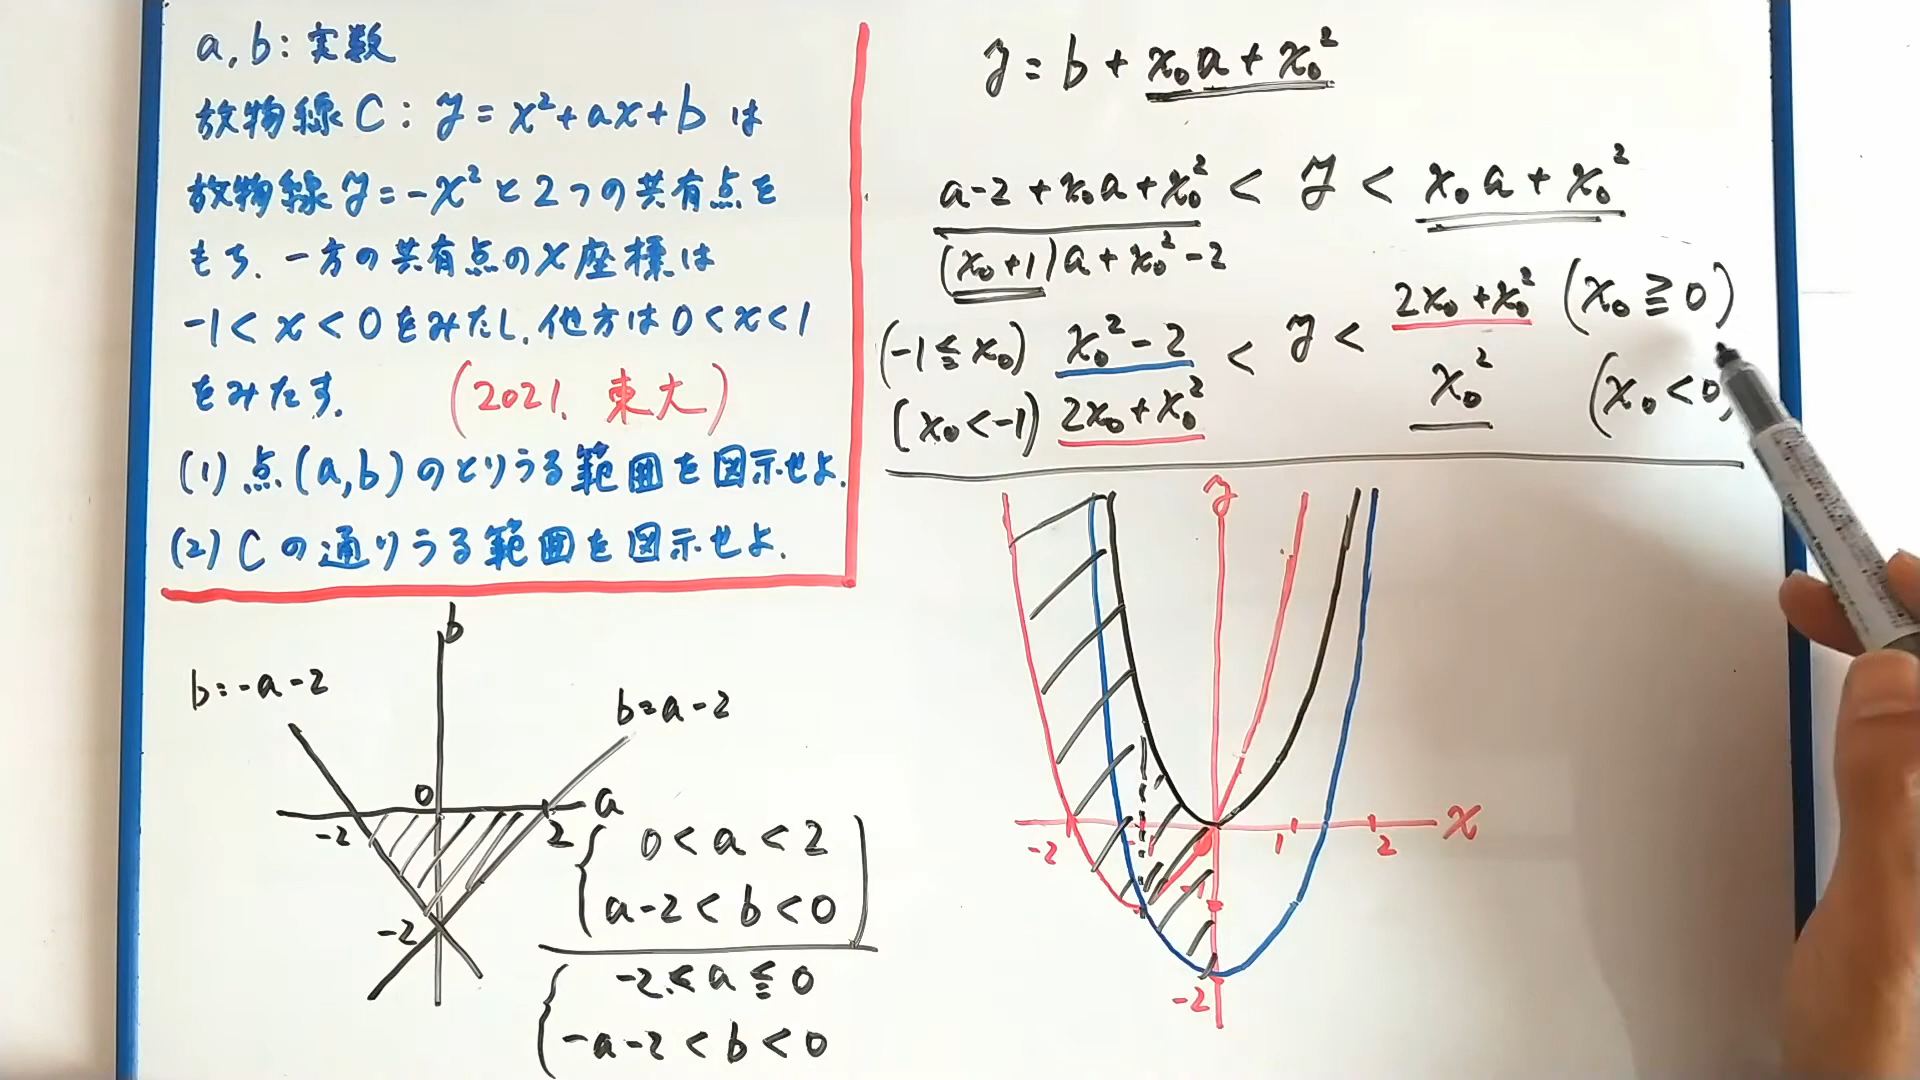 a, b : 実数
放物線 C : y = x² + ax + b は
放物線 y = -x² と 2つの共有点を
もち、一方の共有点の x 座標は
-1 < x < 0 をみたし、他方は 0 < x < 1
をみたす. (2021, 東大)
(1) 点 (a, b) のとりうる範囲を図示せよ.
(2) C の通りうる範囲を図示せよ.
b
b = -a-2
b = a-2
0
a
-2
2
-2
0 < a < 2
a-2 < b < 0
-2 ≦ a ≦ 0
-a-2 < b < 0
y = b + x₀a + x₀²
a-2 + x₀a + x₀² < y < x₀a + x₀²
(x₀+1)a + x₀² - 2
(-1 ≦ x₀) x₀² - 2 < y < 2x₀ + x₀² (x₀ ≧ 0)
(x₀ < -1) 2x₀ + x₀² x₀² (x₀ < 0)
y
x
-2
1
2
-1
-2